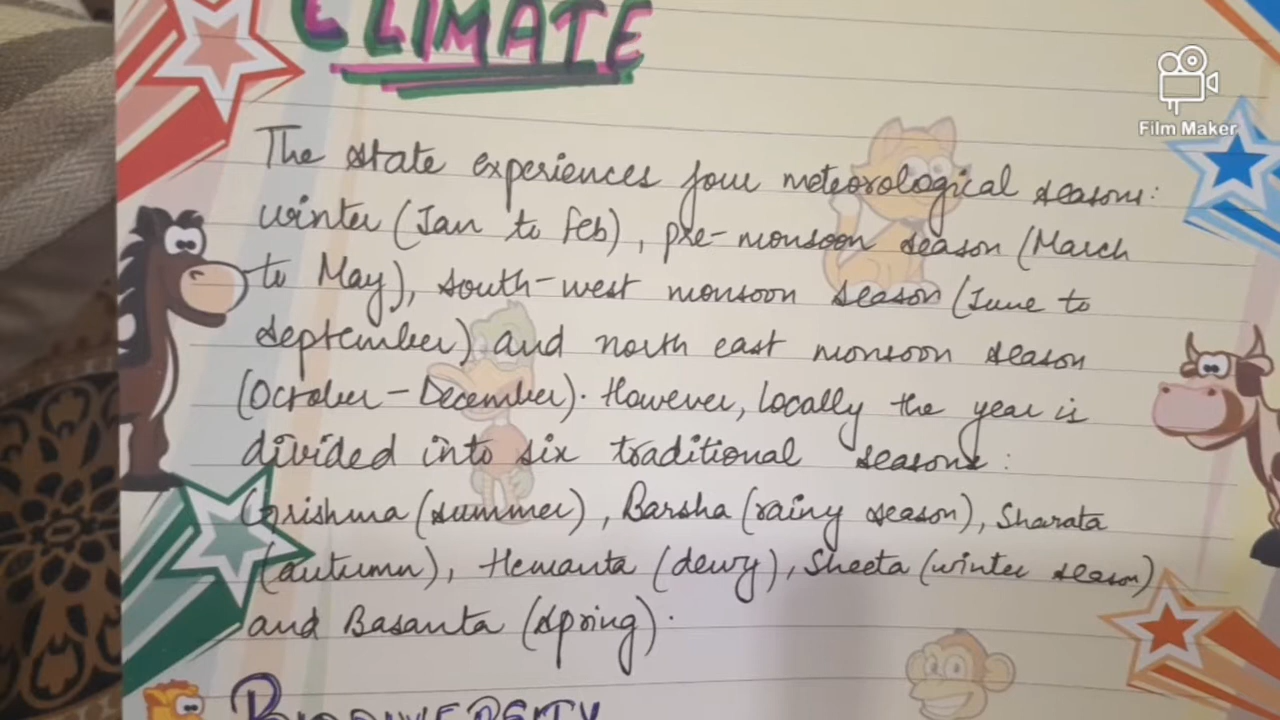 CLIMATE
Film Maker
The state experiences four meteorological seasons:
winter (Jan to Feb), pre-monsoon season (March
to May), south-west monsoon season (June to
september) and north east monsoon season
(October-December). However, locally the year is
divided into six traditional seasons:
Grishma (summer), Barsha (rainy season), Sharata
(autumn), Hemanta (dewy), Sheeta (winter season)
and Basanta (spring).
BIODIVERSITY